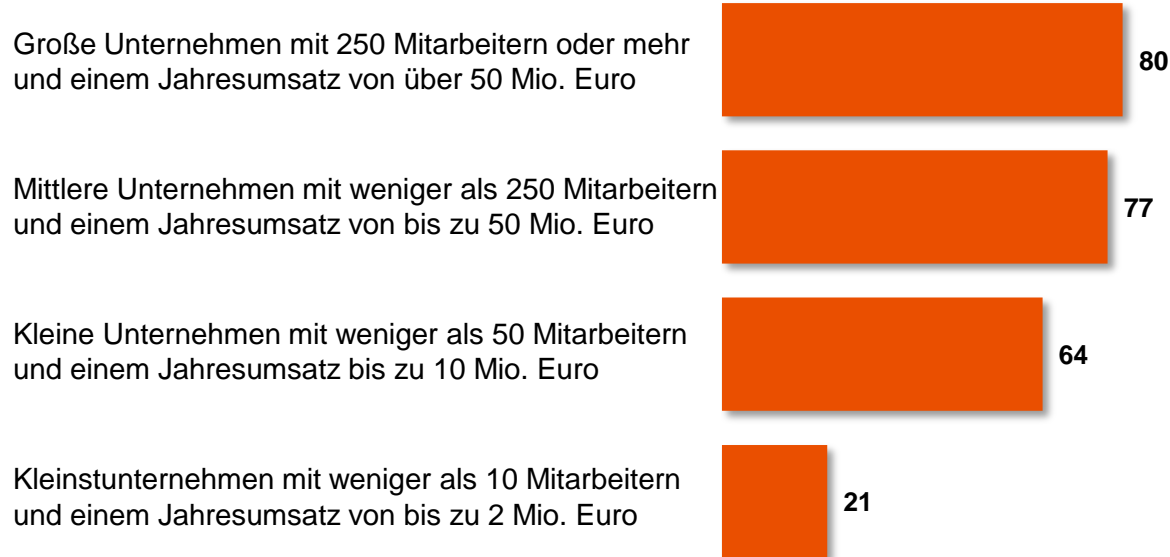 Große Unternehmen mit 250 Mitarbeitern oder mehr
und einem Jahresumsatz von über 50 Mio. Euro
80
Mittlere Unternehmen mit weniger als 250 Mitarbeitern
und einem Jahresumsatz von bis zu 50 Mio. Euro
77
Kleine Unternehmen mit weniger als 50 Mitarbeitern
und einem Jahresumsatz bis zu 10 Mio. Euro
64
Kleinstunternehmen mit weniger als 10 Mitarbeitern
und einem Jahresumsatz von bis zu 2 Mio. Euro
21